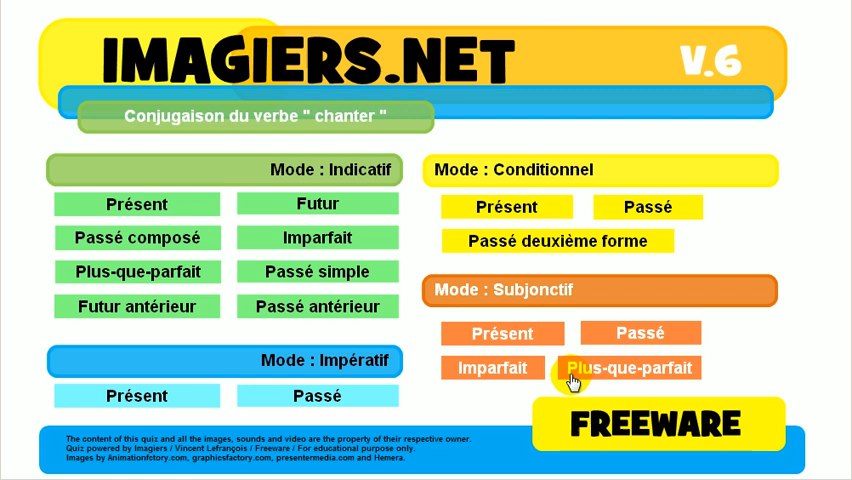 IMAGIERS.NET
V.6
Conjugaison du verbe " chanter "
Mode : Indicatif
Présent
Futur
Passé composé
Imparfait
Plus-que-parfait
Passé simple
Futur antérieur
Passé antérieur
Mode : Impératif
Présent
Passé
Mode : Conditionnel
Présent
Passé
Passé deuxième forme
Mode : Subjonctif
Présent
Passé
Imparfait
Plus-que-parfait
FREEWARE
The content of this quiz and all the images, sounds and video are the property of their respective owner.
Quiz powered by Imagiers / Vincent Lefrançois / Freeware / For educational purpose only.
Images by Animationfctory.com, graphicsfactory.com, presentermedia.com and Hemera.